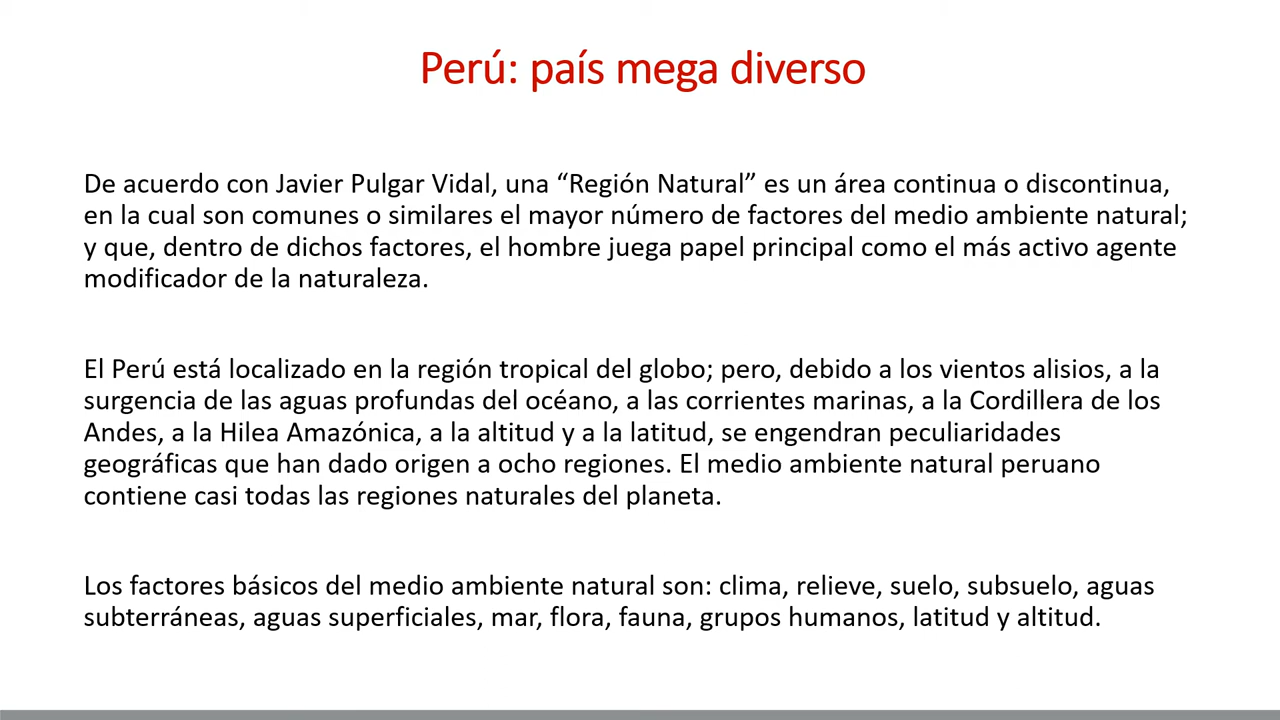 Perú: país mega diverso
De acuerdo con Javier Pulgar Vidal, una “Región Natural” es un área continua o discontinua,
en la cual son comunes o similares el mayor número de factores del medio ambiente natural;
y que, dentro de dichos factores, el hombre juega papel principal como el más activo agente
modificador de la naturaleza.
El Perú está localizado en la región tropical del globo; pero, debido a los vientos alisios, a la
surgencia de las aguas profundas del océano, a las corrientes marinas, a la Cordillera de los
Andes, a la Hilea Amazónica, a la altitud y a la latitud, se engendran peculiaridades
geográficas que han dado origen a ocho regiones. El medio ambiente natural peruano
contiene casi todas las regiones naturales del planeta.
Los factores básicos del medio ambiente natural son: clima, relieve, suelo, subsuelo, aguas
subterráneas, aguas superficiales, mar, flora, fauna, grupos humanos, latitud y altitud.